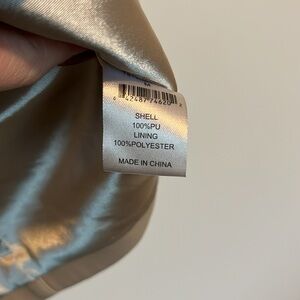 SHELL
100%PU
LINING
100%POLYESTER
MADE IN CHINA